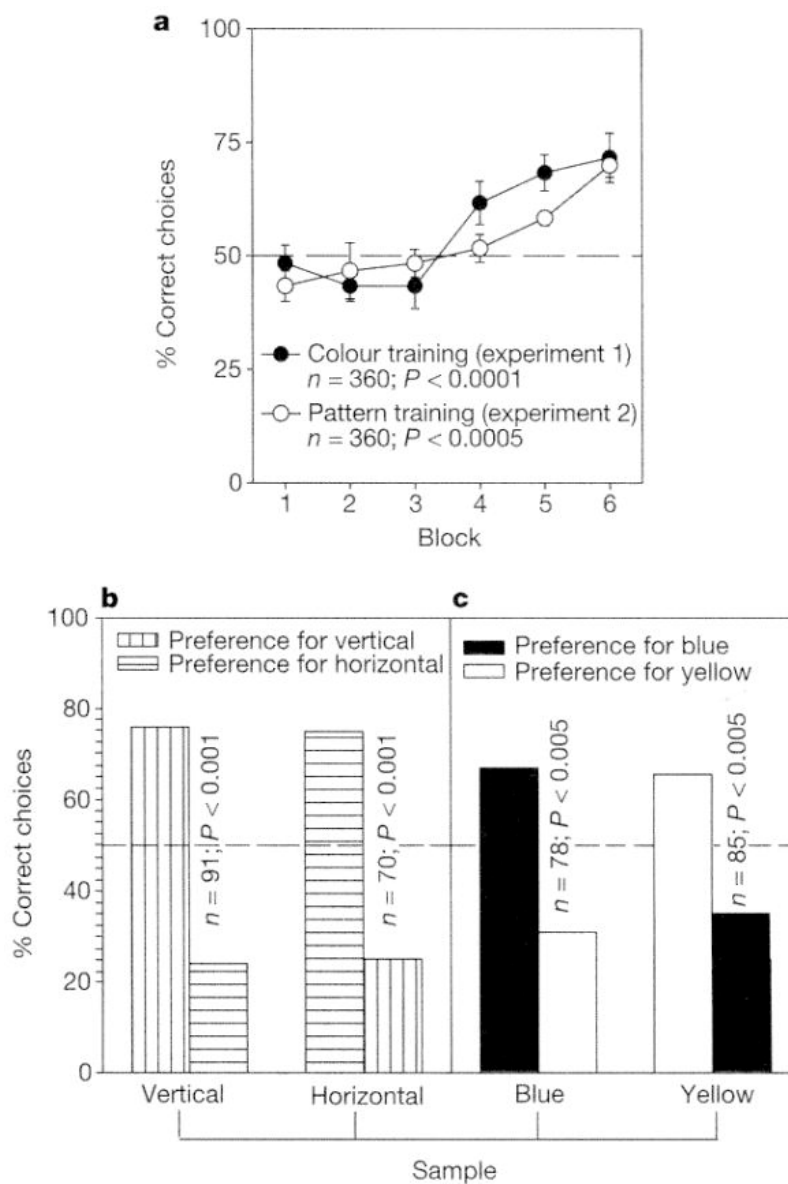 a
100
75
50
25
0
% Correct choices
Colour training (experiment 1)
n = 360; P < 0.0001
Pattern training (experiment 2)
n = 360; P < 0.0005
1 2 3 4 5 6
Block
b
c
100
80
60
40
20
0
% Correct choices
Preference for vertical
Preference for horizontal
Preference for blue
Preference for yellow
n = 91; P < 0.001
n = 70; P < 0.001
n = 78; P < 0.005
n = 85; P < 0.005
Vertical Horizontal Blue Yellow
Sample